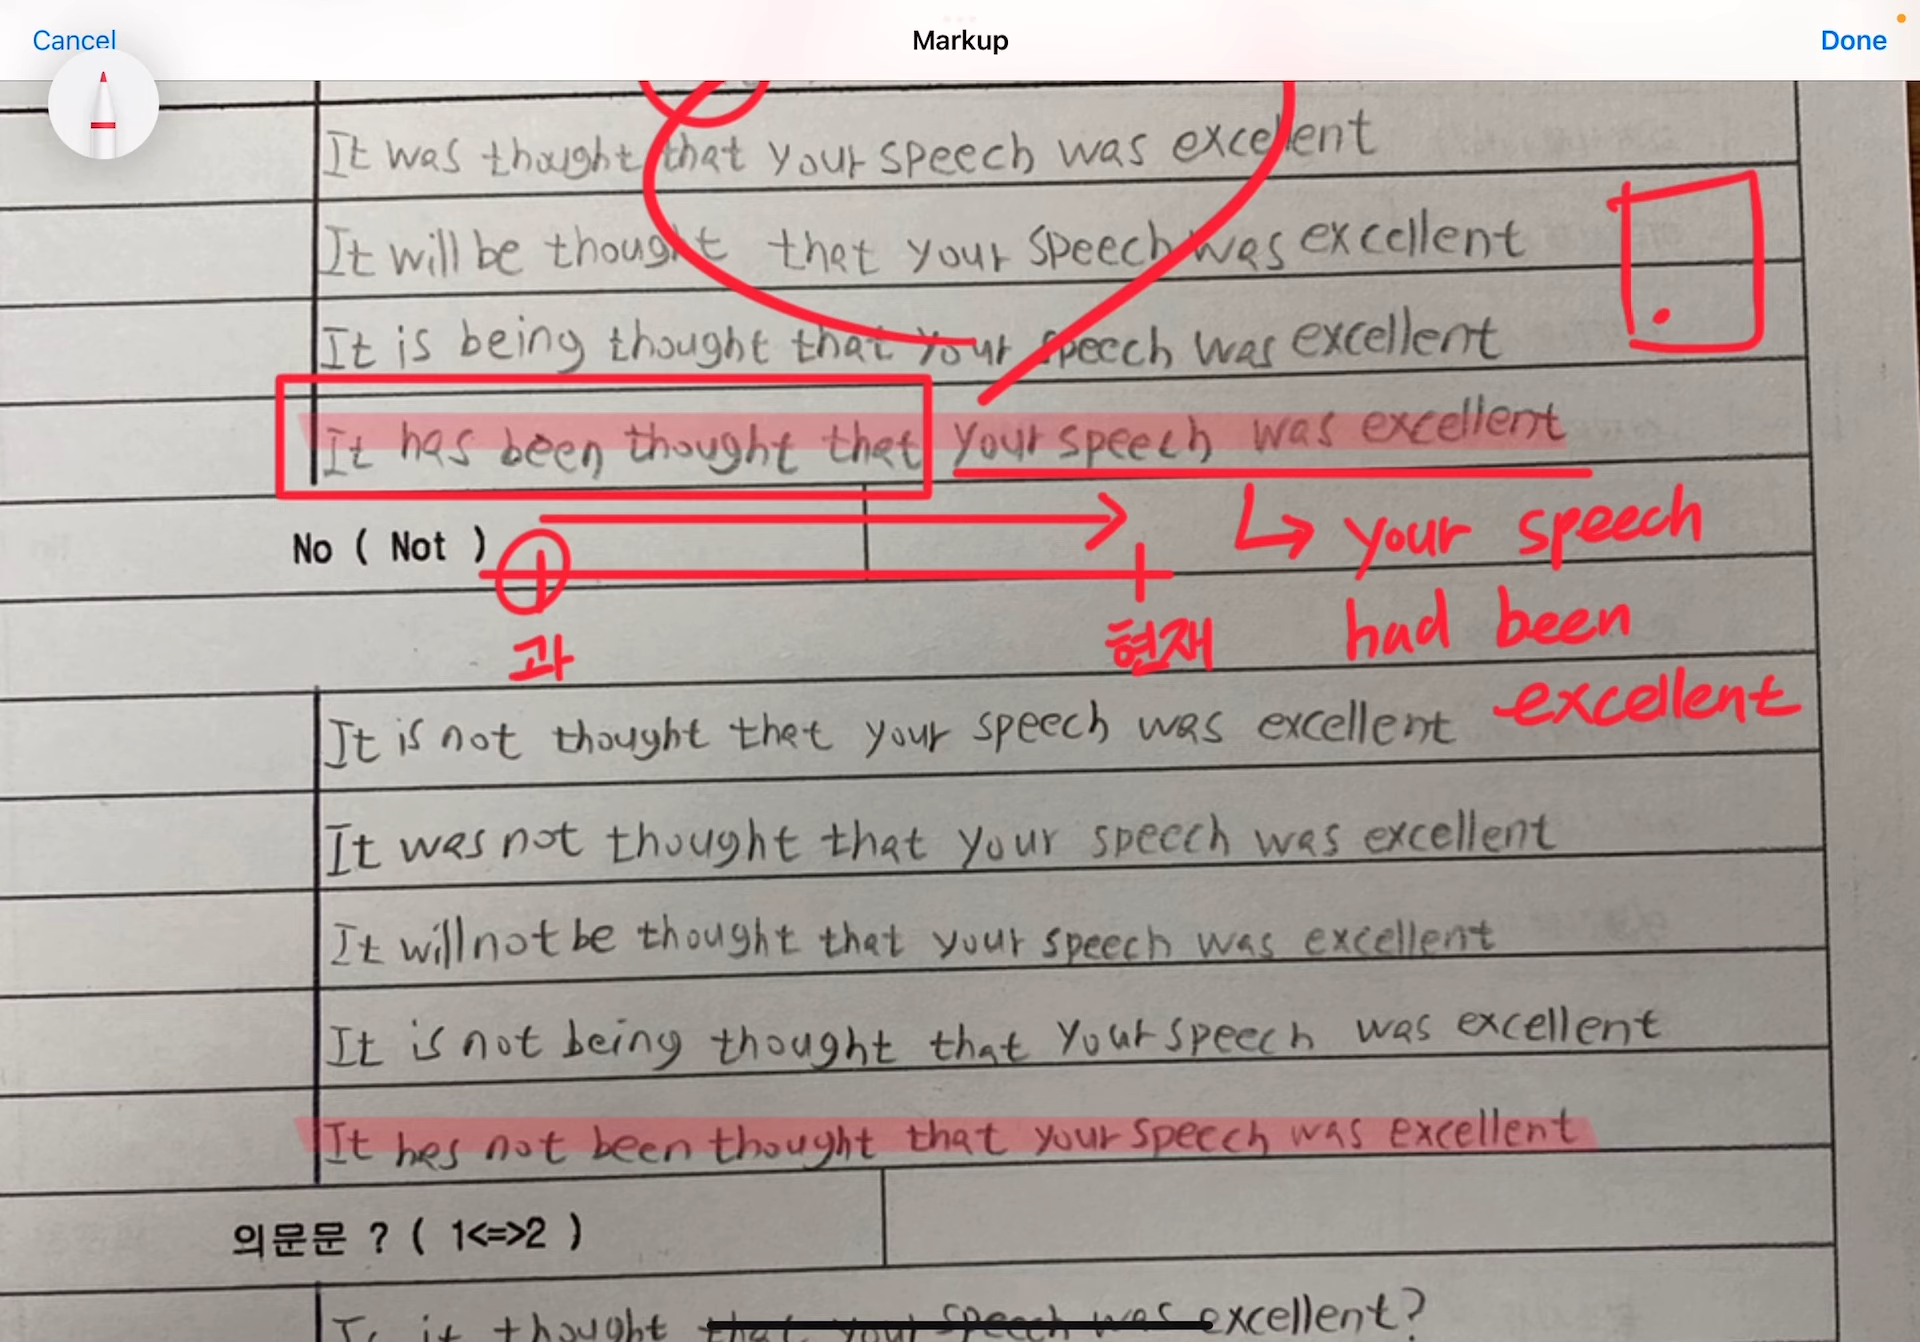 Cancel
Markup
Done
It was thought that your speech was excellent
It will be thought that your speech was excellent
It is being thought that your speech was excellent
It has been thought that your speech was excellent
No ( Not )
과
현재
↳ your speech
had been
excellent
It is not thought thet your speech was excellent
It was not thought that your speech was excellent
It will not be thought that your speech was excellent
It is not being thought that your speech was excellent
It hes not been thought that your speech was excellent
의문문 ? ( 1<=>2 )
Is it thought that your speech was excellent?